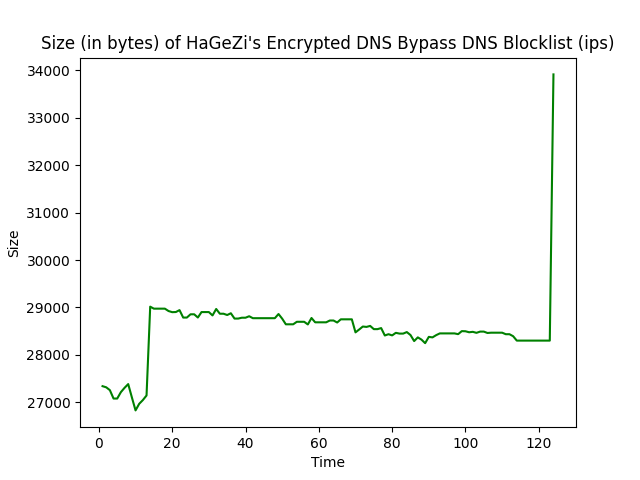 Size (in bytes) of HaGeZi's Encrypted DNS Bypass DNS Blocklist (ips)
34000
33000
32000
31000
30000
29000
28000
27000
Size
0 20 40 60 80 100 120
Time